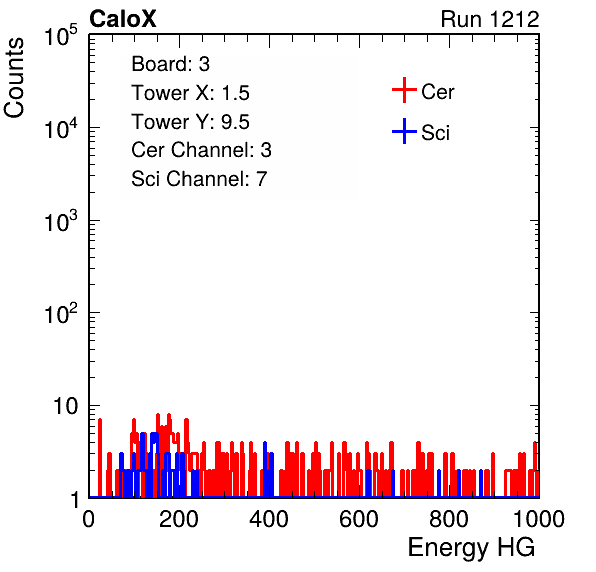 CaloX Run 1212
Counts
Board: 3
Tower X: 1.5
Tower Y: 9.5
Cer Channel: 3
Sci Channel: 7
Cer
Sci
10^5
10^4
10^3
10^2
10
1
0 200 400 600 800 1000
Energy HG